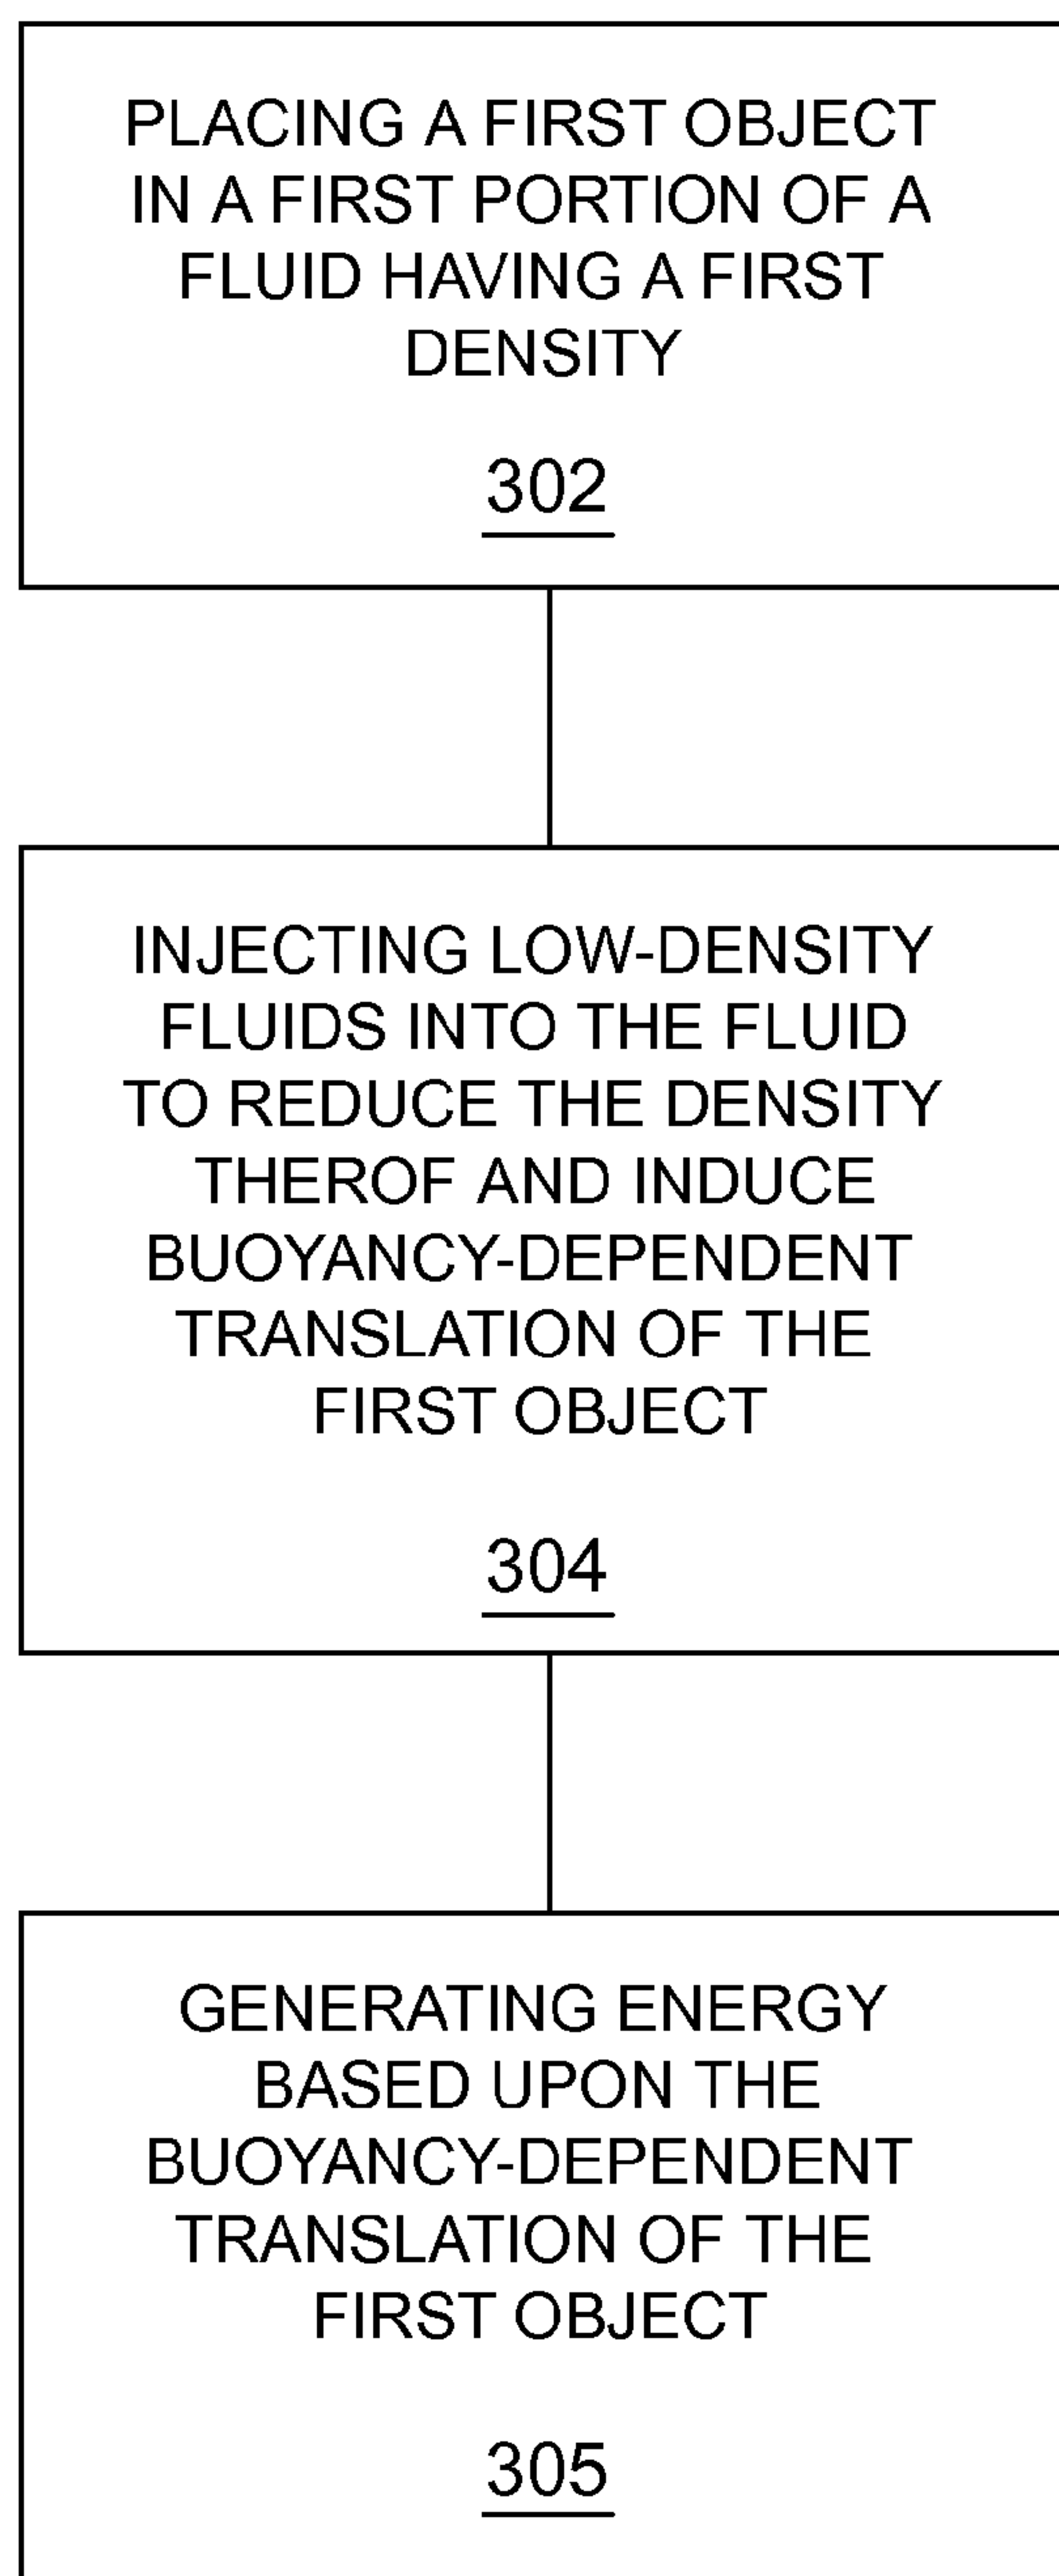 PLACING A FIRST OBJECT
IN A FIRST PORTION OF A
FLUID HAVING A FIRST
DENSITY
302
INJECTING LOW-DENSITY
FLUIDS INTO THE FLUID
TO REDUCE THE DENSITY
THEROF AND INDUCE
BUOYANCY-DEPENDENT
TRANSLATION OF THE
FIRST OBJECT
304
GENERATING ENERGY
BASED UPON THE
BUOYANCY-DEPENDENT
TRANSLATION OF THE
FIRST OBJECT
305